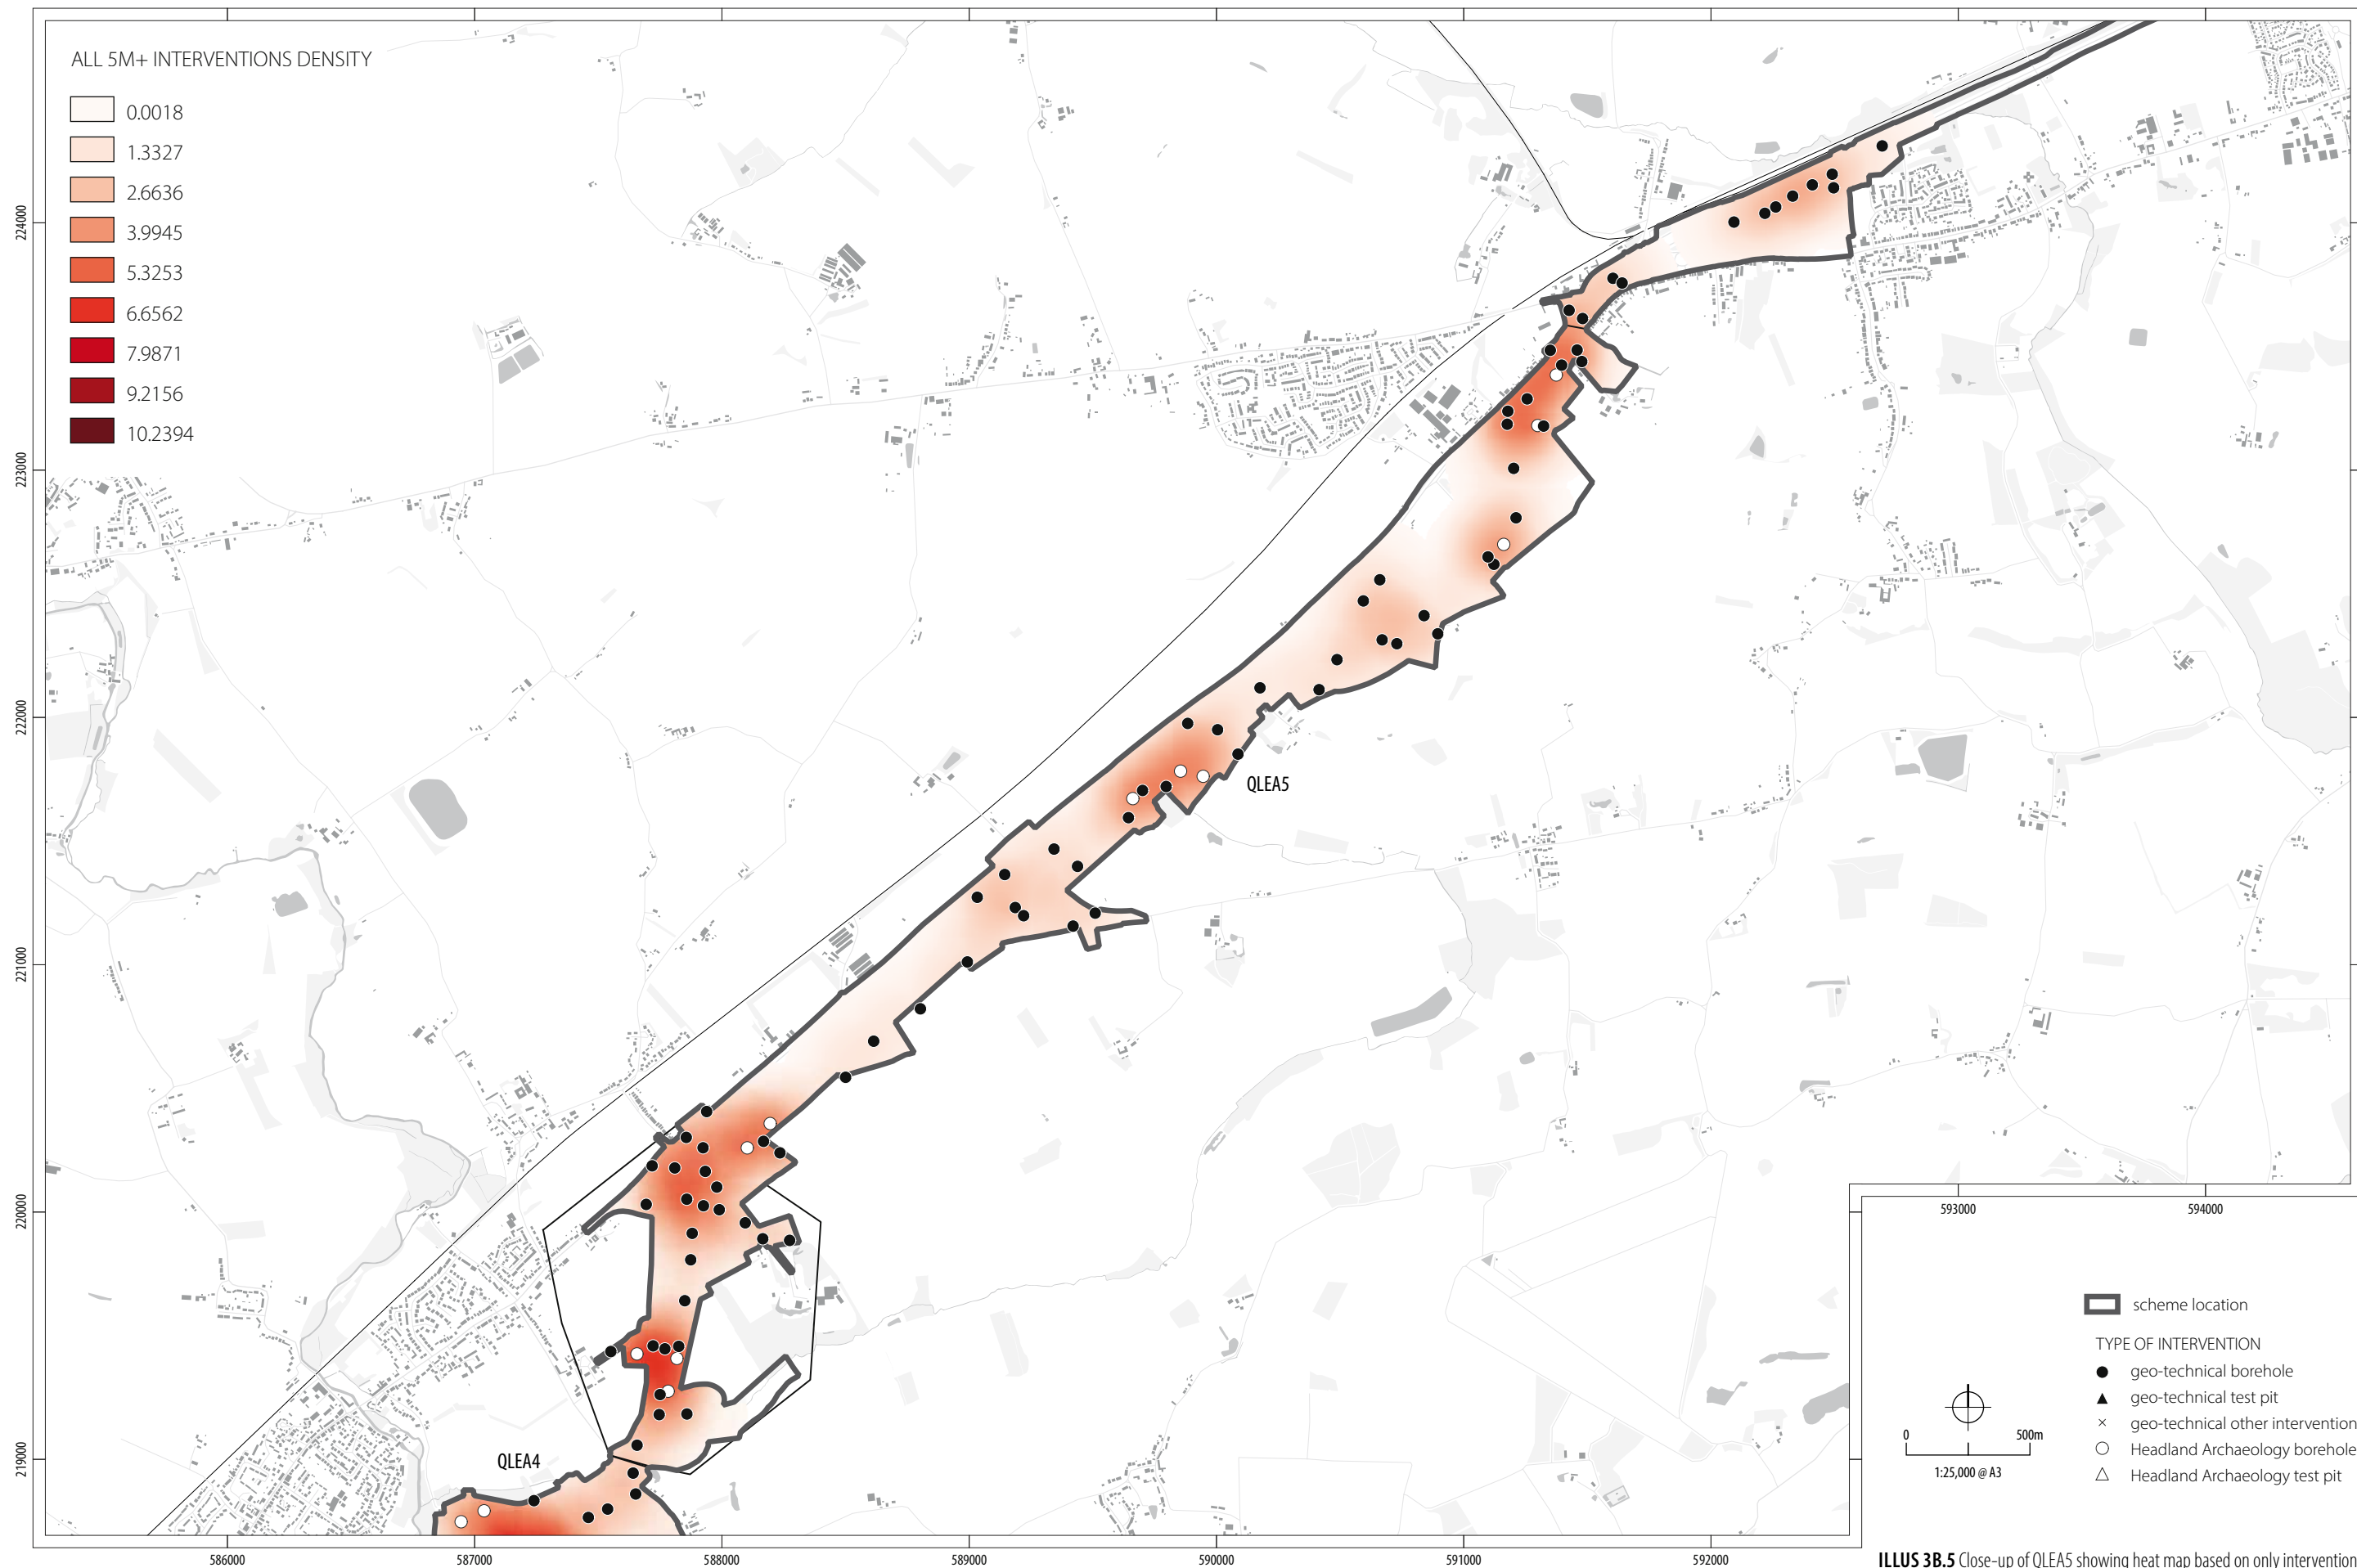 ALL 5M+ INTERVENTIONS DENSITY
0.0018
1.3327
2.6636
3.9945
5.3253
6.6562
7.9871
9.2156
10.2394
224000
223000
222000
221000
220000
219000
QLEA5
QLEA4
593000
594000
scheme location
TYPE OF INTERVENTION
geo-technical borehole
geo-technical test pit
geo-technical other intervention
Headland Archaeology borehole
Headland Archaeology test pit
0 500m
1:25,000 @ A3
586000
587000
588000
589000
590000
591000
592000
ILLUS 3B.5 Close-up of QLEA5 showing heat map based on only intervention